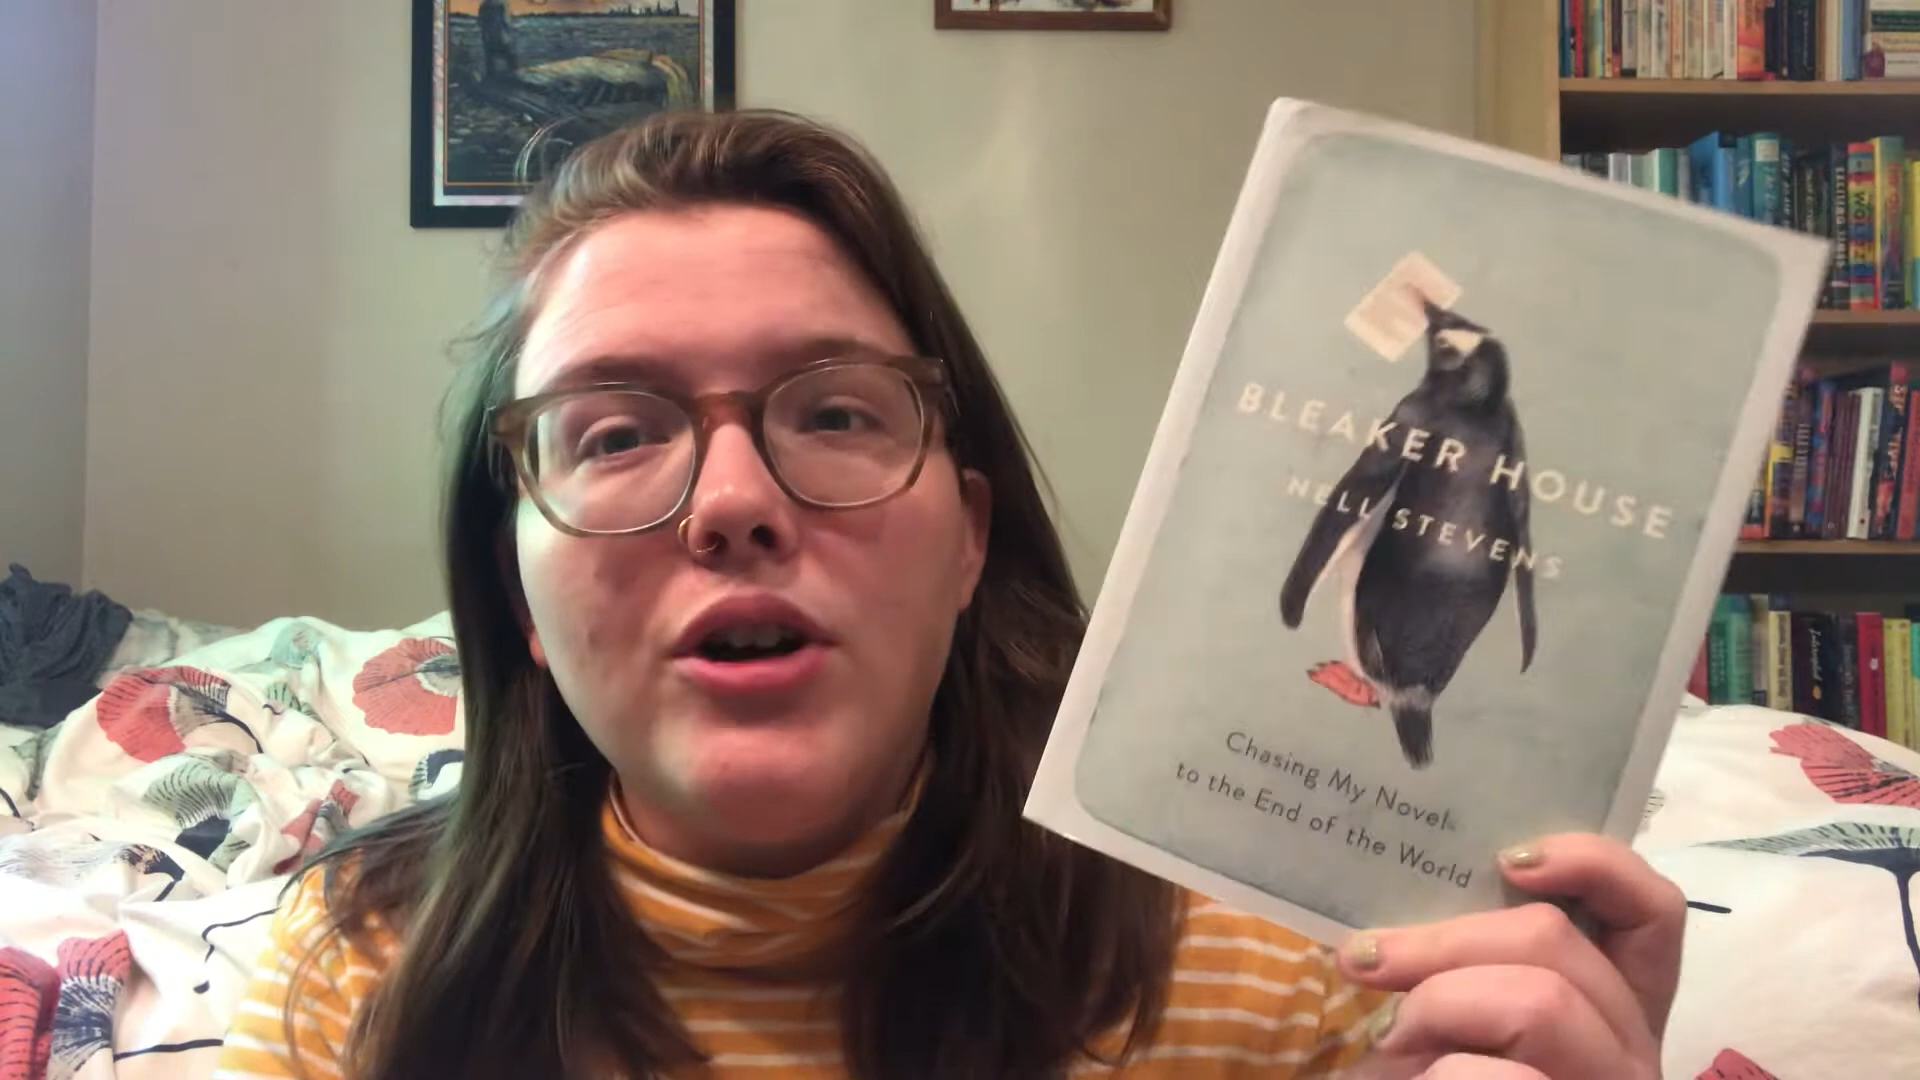 BLEAKER HOUSE
NELL STEVENS
Chasing My Novel
to the End of the World